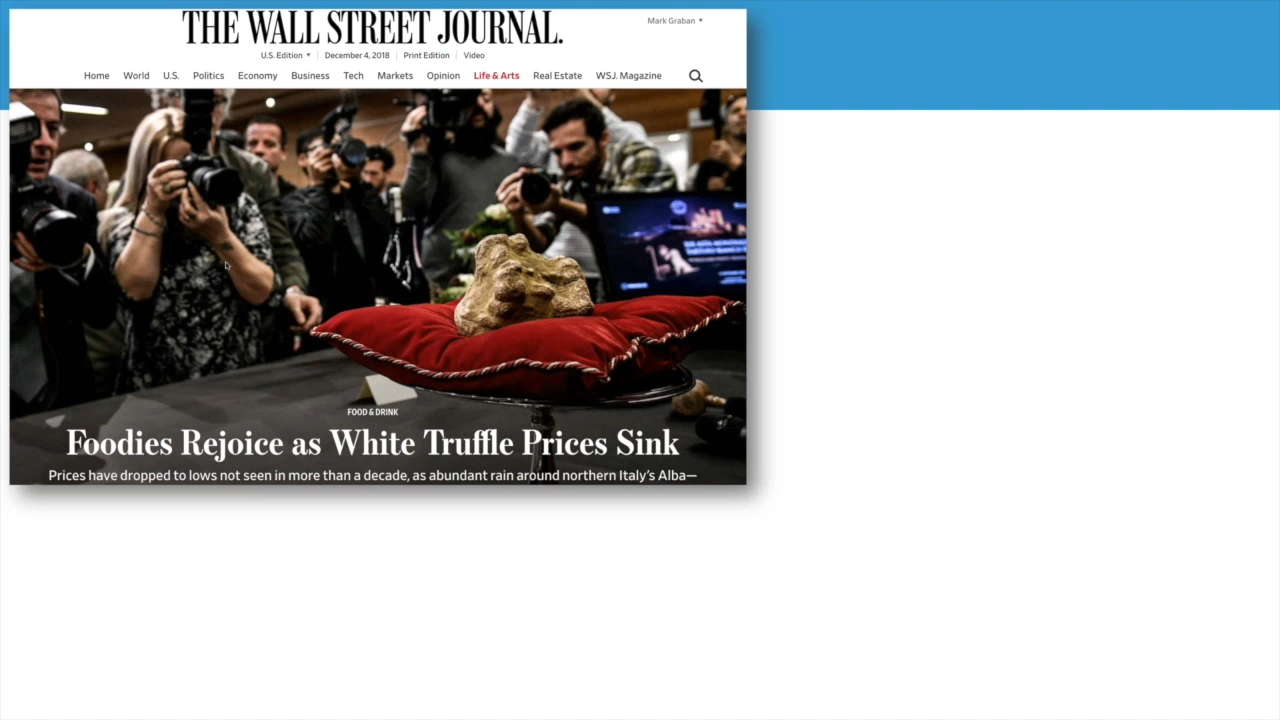 THE WALL STREET JOURNAL.
Mark Graban
U.S. Edition December 4, 2018 Print Edition Video
Home World U.S. Politics Economy Business Tech Markets Opinion Life & Arts Real Estate WSJ. Magazine
FOOD & DRINK
Foodies Rejoice as White Truffle Prices Sink
Prices have dropped to lows not seen in more than a decade, as abundant rain around northern Italy’s Alba—